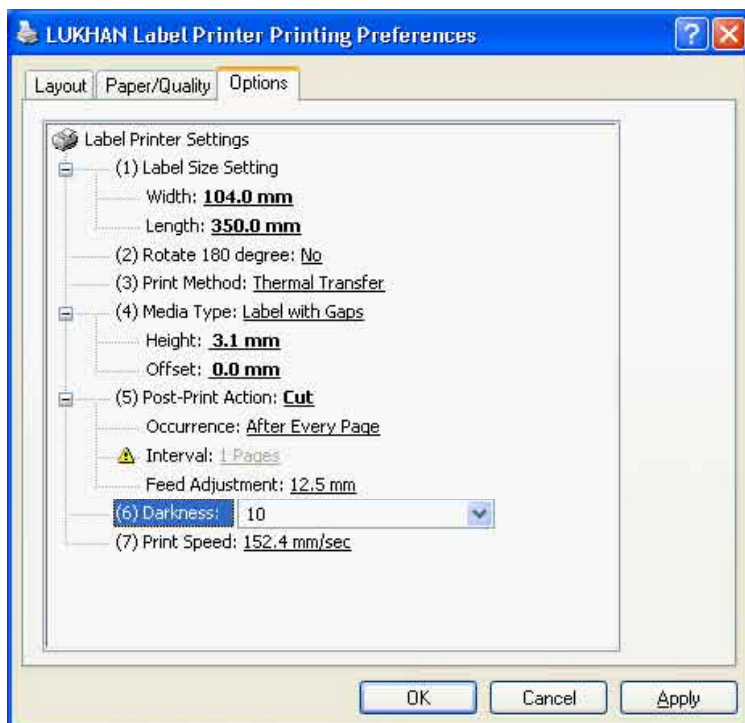 LUKHAN Label Printer Printing Preferences
Layout Paper/Quality Options
Label Printer Settings
(1) Label Size Setting
Width: 104.0 mm
Length: 350.0 mm
(2) Rotate 180 degree: No
(3) Print Method: Thermal Transfer
(4) Media Type: Label with Gaps
Height: 3.1 mm
Offset: 0.0 mm
(5) Post-Print Action: Cut
Occurrence: After Every Page
Interval: 1 Pages
Feed Adjustment: 12.5 mm
(6) Darkness: 10
(7) Print Speed: 152.4 mm/sec
OK Cancel Apply